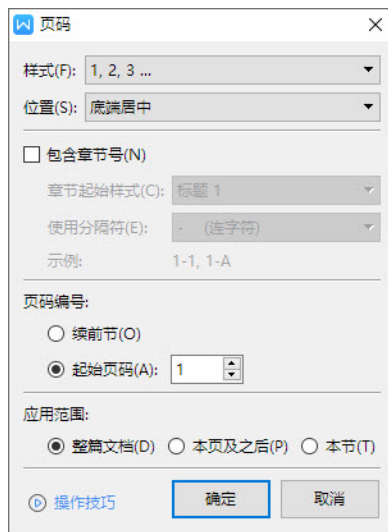 页码
样式(F): 1, 2, 3 ...
位置(S): 底端居中
包含章节号(N)
章节起始样式(C): 标题 1
使用分隔符(E): - (连字符)
示例: 1-1, 1-A
页码编号:
续前节(O)
起始页码(A): 1
应用范围:
整篇文档(D) 本页及之后(P) 本节(T)
操作技巧 确定 取消